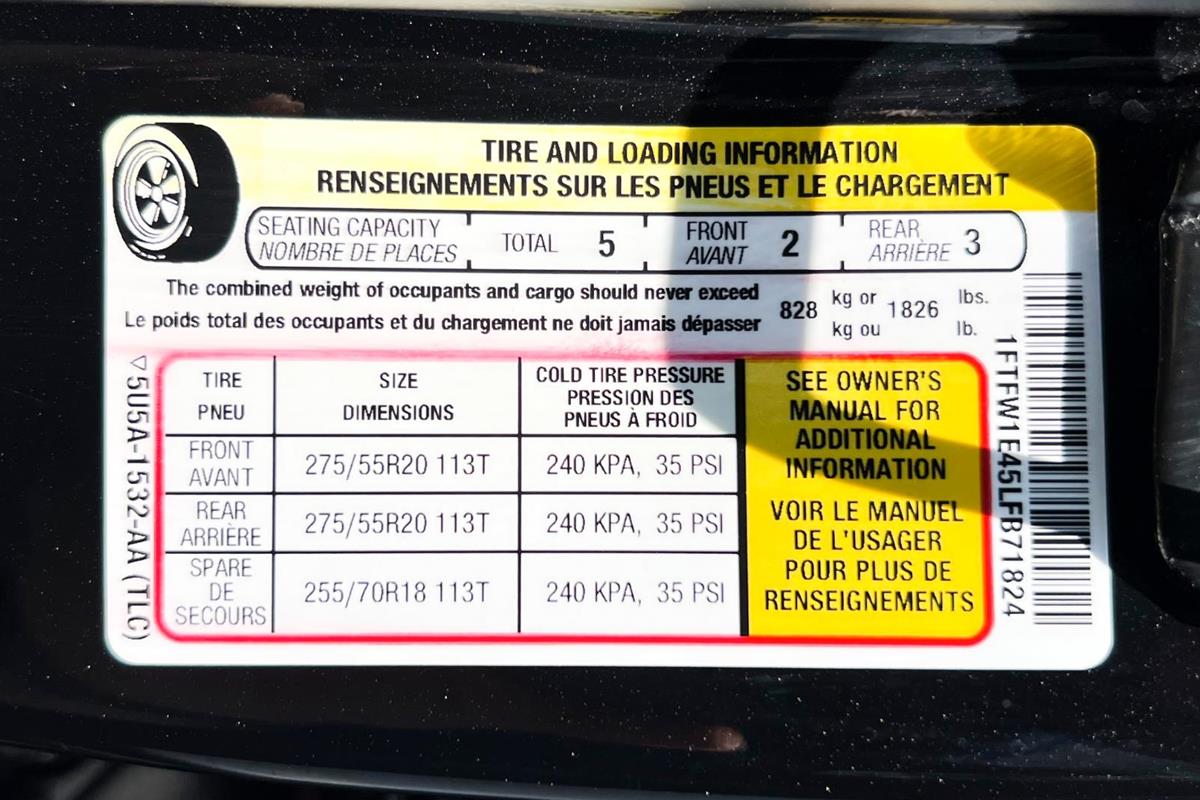 TIRE AND LOADING INFORMATION
RENSEIGNEMENTS SUR LES PNEUS ET LE CHARGEMENT
SEATING CAPACITY
NOMBRE DE PLACES
TOTAL 5
FRONT
AVANT
2
REAR
ARRIÈRE
3
The combined weight of occupants and cargo should never exceed
Le poids total des occupants et du chargement ne doit jamais dépasser
828
kg or
kg ou
1826
lbs.
lb.
TIRE
PNEU
SIZE
DIMENSIONS
COLD TIRE PRESSURE
PRESSION DES
PNEUS À FROID
FRONT
AVANT
275/55R20 113T
240 KPA, 35 PSI
REAR
ARRIÈRE
275/55R20 113T
240 KPA, 35 PSI
SPARE
DE
SECOURS
255/70R18 113T
240 KPA, 35 PSI
SEE OWNER'S
MANUAL FOR
ADDITIONAL
INFORMATION
VOIR LE MANUEL
DE L'USAGER
POUR PLUS DE
RENSEIGNEMENTS
5U5A-1532-AA (TLC)
1FTFW1E45LFB71824